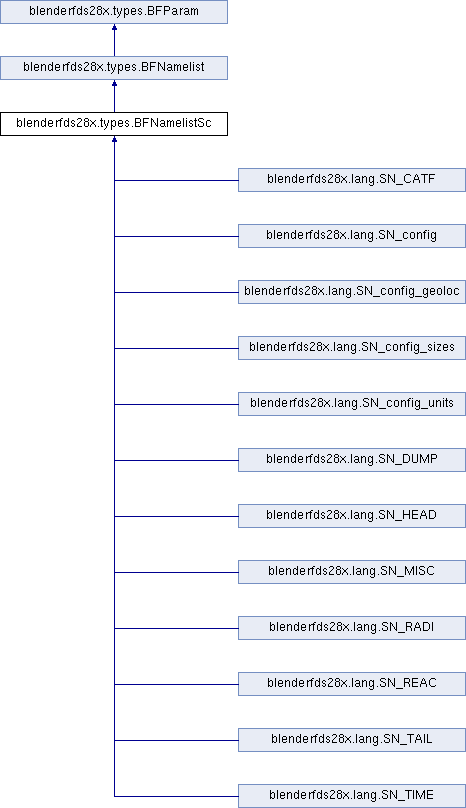 blenderfds28x.types.BFParam
blenderfds28x.types.BFNamelist
blenderfds28x.types.BFNamelistSc
blenderfds28x.lang.SN_CATF
blenderfds28x.lang.SN_config
blenderfds28x.lang.SN_config_geoloc
blenderfds28x.lang.SN_config_sizes
blenderfds28x.lang.SN_config_units
blenderfds28x.lang.SN_DUMP
blenderfds28x.lang.SN_HEAD
blenderfds28x.lang.SN_MISC
blenderfds28x.lang.SN_RADI
blenderfds28x.lang.SN_REAC
blenderfds28x.lang.SN_TAIL
blenderfds28x.lang.SN_TIME